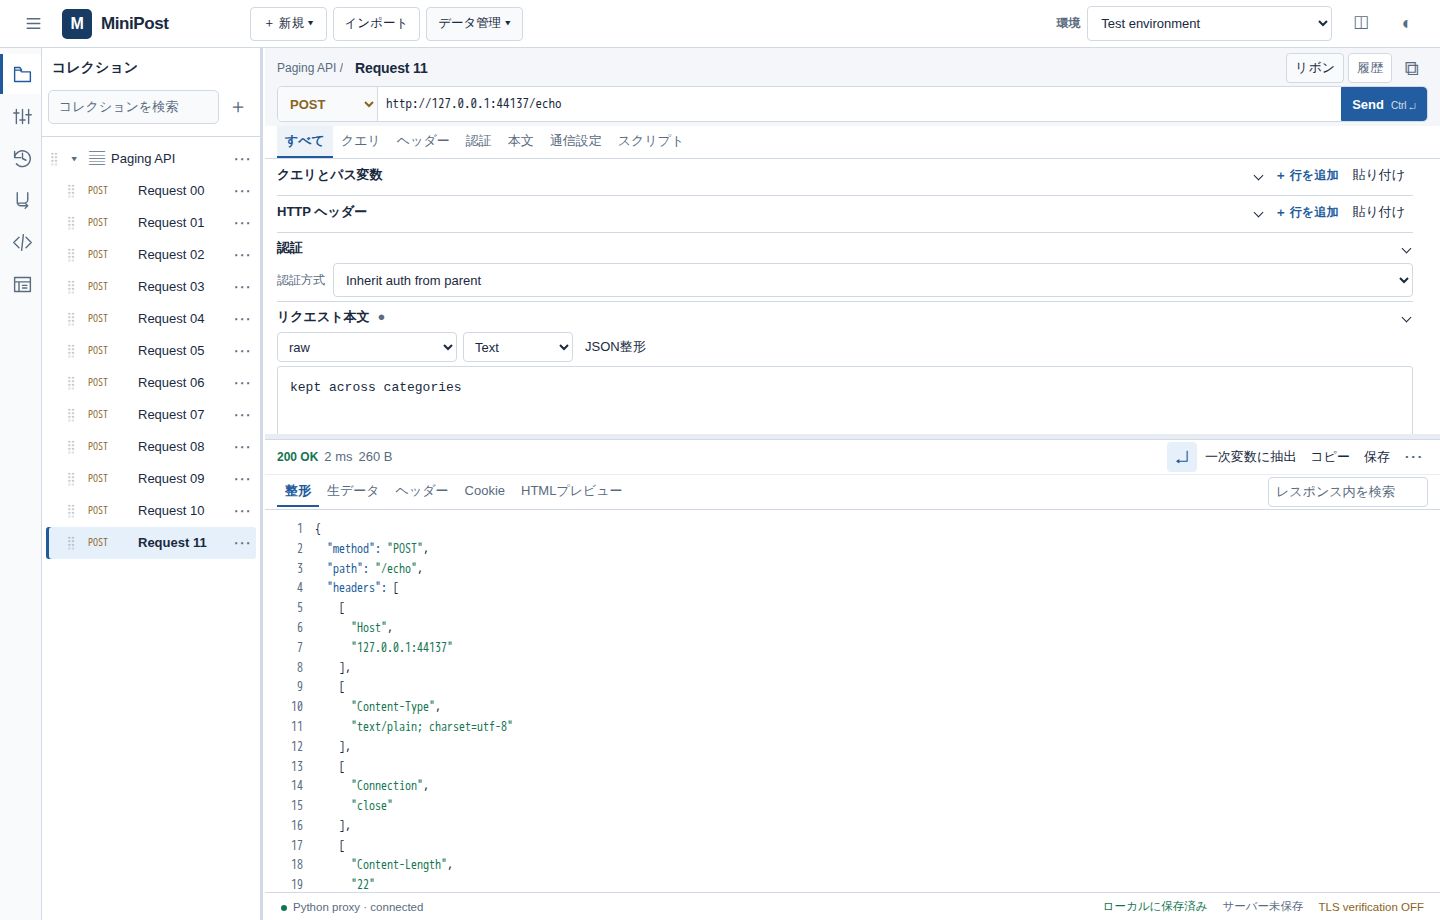 M MiniPost ＋ 新規 ▾ インポート データ管理 ▾ 環境 Test environment
コレクション
コレクションを検索 ＋
▾ Paging API ···
POST Request 00 ···
POST Request 01 ···
POST Request 02 ···
POST Request 03 ···
POST Request 04 ···
POST Request 05 ···
POST Request 06 ···
POST Request 07 ···
POST Request 08 ···
POST Request 09 ···
POST Request 10 ···
POST Request 11 ···
Paging API / Request 11 リボン 履歴
POST http://127.0.0.1:44137/echo Send Ctrl ⏎
すべて クエリ ヘッダー 認証 本文 通信設定 スクリプト
クエリとパス変数 + 行を追加 貼り付け
HTTP ヘッダー + 行を追加 貼り付け
認証
認証方式 Inherit auth from parent
リクエスト本文 ●
raw Text JSON整形
kept across categories
200 OK 2 ms 260 B 一次変数に抽出 コピー 保存 ···
整形 生データ ヘッダー Cookie HTMLプレビュー レスポンス内を検索
1 {
2 "method": "POST",
3 "path": "/echo",
4 "headers": [
5 [
6 "Host",
7 "127.0.0.1:44137"
8 ],
9 [
10 "Content-Type",
11 "text/plain; charset=utf-8"
12 ],
13 [
14 "Connection",
15 "close"
16 ],
17 [
18 "Content-Length",
19 "22"
● Python proxy · connected ローカルに保存済み サーバー未保存 TLS verification OFF